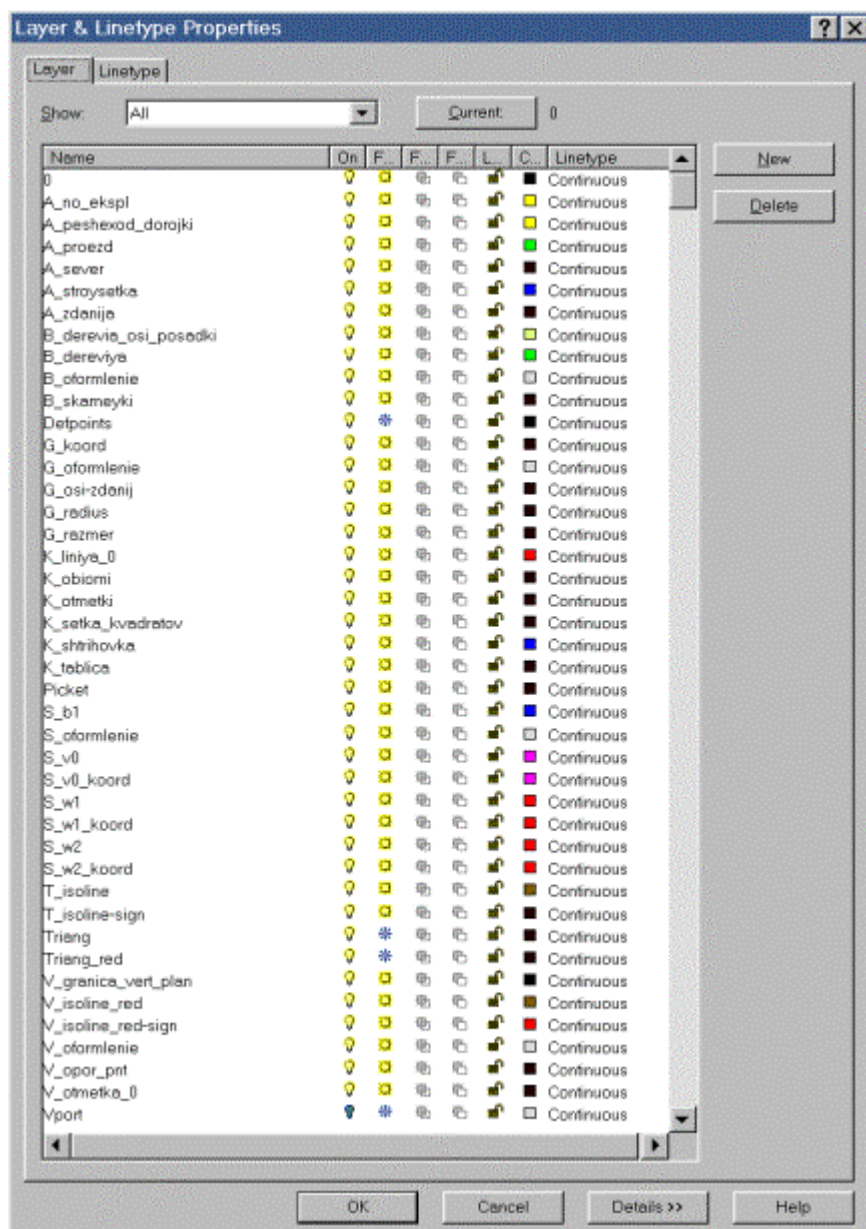 Layer & Linetype Properties
Layer Linetype
Show: All Current: 0
Name On F... F... F... L... C... Linetype
New
0 Continuous
A_no_ekspl Continuous
Delete
A_peshexod_dorojki Continuous
A_proezd Continuous
A_sever Continuous
A_stroysetka Continuous
A_zdanija Continuous
B_derevia_osi_posadki Continuous
B_dereviya Continuous
B_oformlenie Continuous
B_skameyki Continuous
Defpoints Continuous
G_koord Continuous
G_oformlenie Continuous
G_osi-zdanij Continuous
G_radius Continuous
G_razmer Continuous
K_liniya_0 Continuous
K_obiomi Continuous
K_otmetki Continuous
K_setka_kvadratov Continuous
K_shtrihovka Continuous
K_tablica Continuous
Picket Continuous
S_b1 Continuous
S_oformlenie Continuous
S_v0 Continuous
S_v0_koord Continuous
S_w1 Continuous
S_w1_koord Continuous
S_w2 Continuous
S_w2_koord Continuous
T_isoline Continuous
T_isoline-sign Continuous
Triang Continuous
Triang_red Continuous
V_granica_vert_plan Continuous
V_isoline_red Continuous
V_isoline_red-sign Continuous
V_oformlenie Continuous
V_opor_pnt Continuous
V_otmetka_0 Continuous
Vport Continuous
OK Cancel Details >> Help